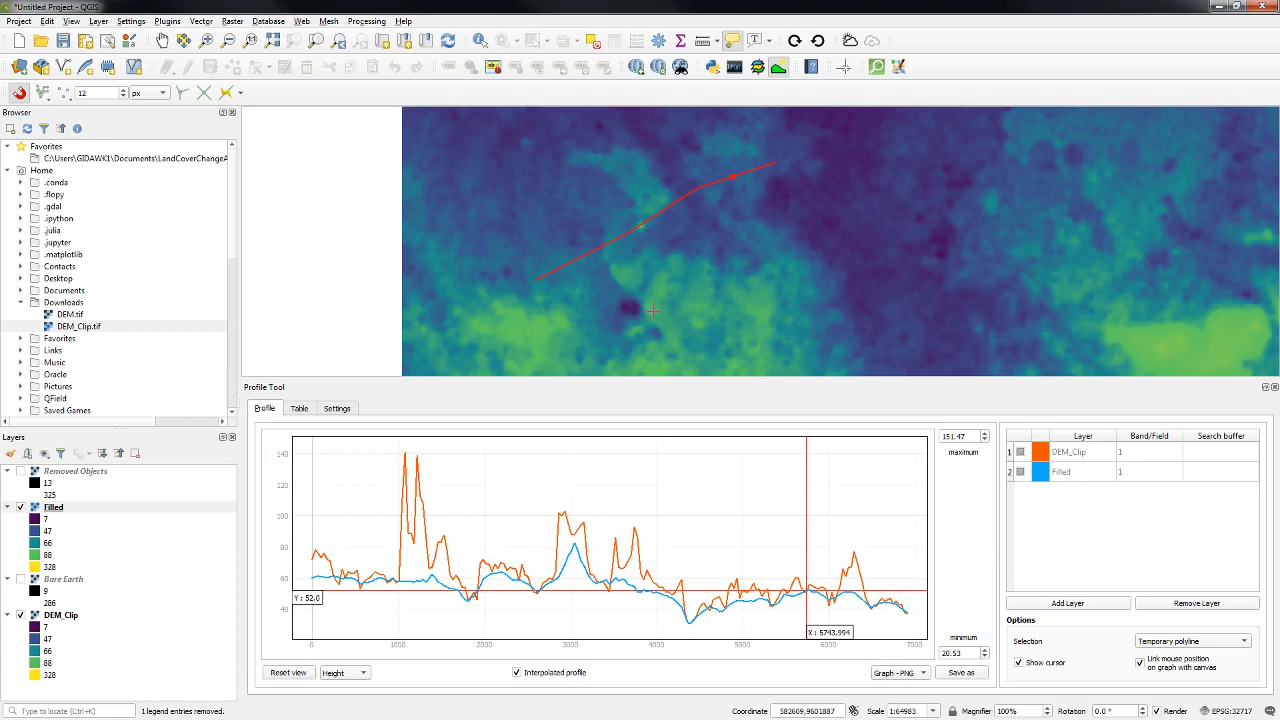 *Untitled Project - QGIS
Project Edit View Layer Settings Plugins Vector Raster Database Web Mesh Processing Help
12 px
Browser
Favorites
C:\Users\GIDAWK1\Documents\LandCoverChangeA
Home
.conda
.flopy
.gdal
.ipython
.julia
.jupyter
.matplotlib
Contacts
Desktop
Documents
Downloads
DEM.tif
DEM_Clip.tif
Favorites
Links
Music
Oracle
Pictures
QField
Saved Games
Layers
Removed Objects
13
325
Filled
7
47
66
88
328
Bare Earth
9
286
DEM_Clip
7
47
66
88
328
Profile Tool
Profile Table Settings
140
120
100
80
60
40
Y : 52.0
X : 5743.994
0 1000 2000 3000 4000 5000 6000 7000
151.47
maximum
minimum
20.53
Reset view Height Interpolated profile Graph - PNG Save as
Layer Band/Field Search buffer
1 DEM_Clip 1
2 Filled 1
Add Layer Remove Layer
Options
Selection Temporary polyline
Show cursor
Link mouse position
on graph with canvas
Type to locate (Ctrl+K) 1 legend entries removed. Coordinate 582609,9601887 Scale 1:64983 Magnifier 100% Rotation 0.0 ° Render EPSG:32717